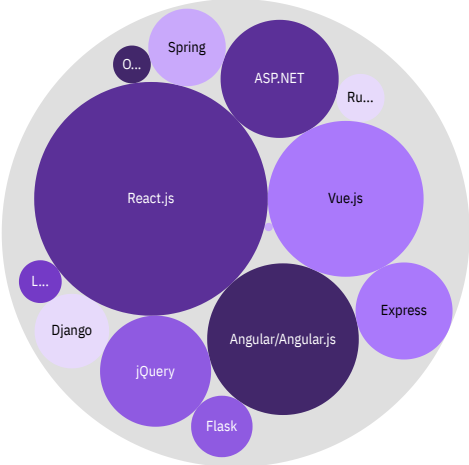 Spring
O...
ASP.NET
Ru...
React.js
Vue.js
L...
Express
Django
Angular/Angular.js
jQuery
Flask